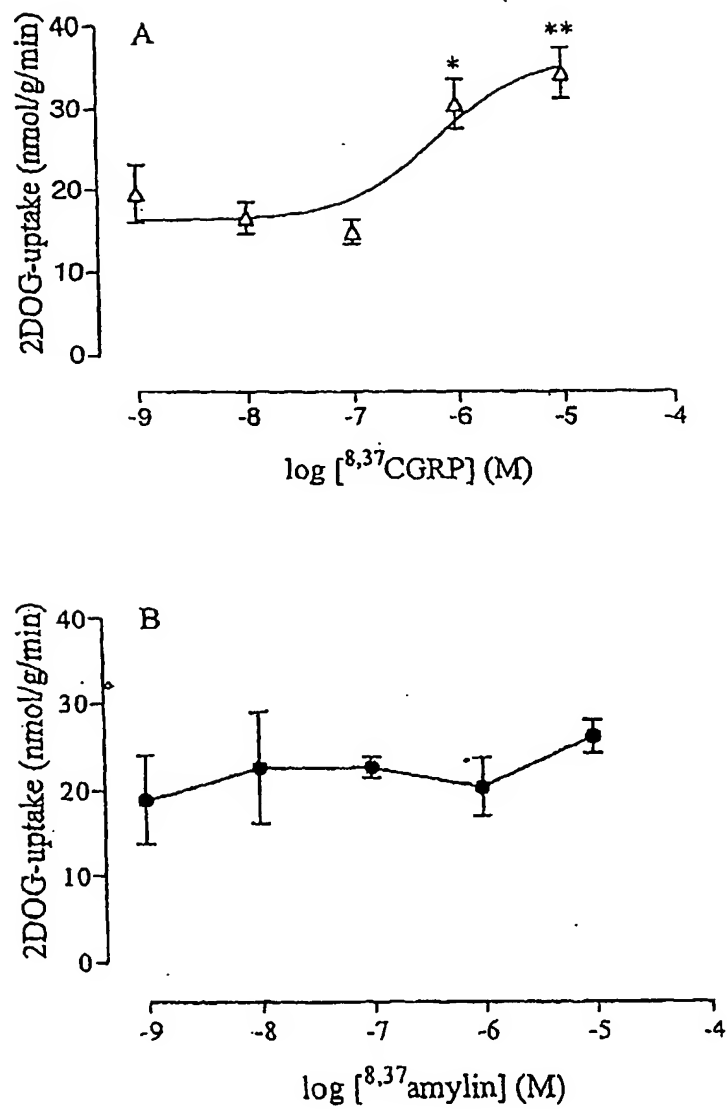 A
* **
2DOG-uptake (nmol/g/min)
40
30
20
10
0
-9 -8 -7 -6 -5 -4
log [⁸,³⁷CGRP] (M)
B
2DOG-uptake (nmol/g/min)
40
30
20
10
0
-9 -8 -7 -6 -5 -4
log [⁸,³⁷amylin] (M)